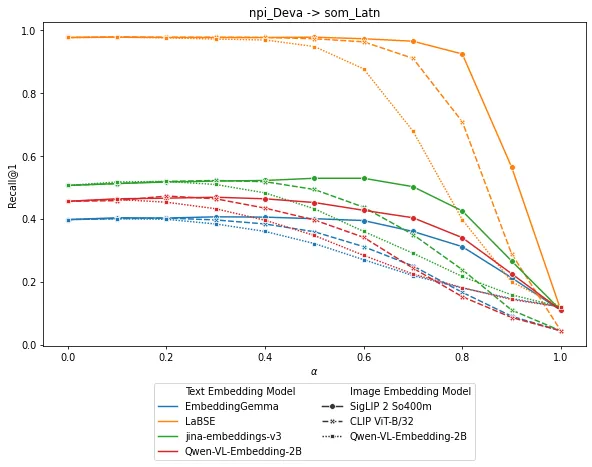 npi_Deva -> som_Latn
1.0
0.8
0.6
0.4
0.2
0.0
Recall@1
0.0 0.2 0.4 0.6 0.8 1.0
α
Text Embedding Model Image Embedding Model
EmbeddingGemma SigLIP 2 So400m
LaBSE CLIP ViT-B/32
jina-embeddings-v3 Qwen-VL-Embedding-2B
Qwen-VL-Embedding-2B